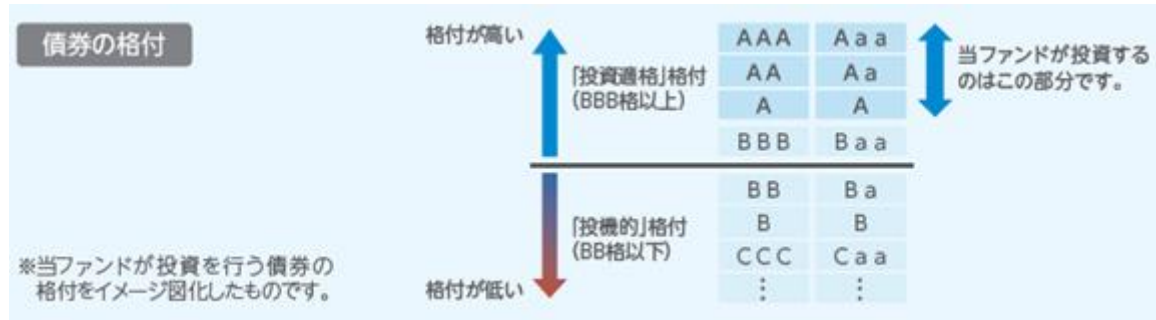 債券の格付
格付が高い
「投資適格」格付
(BBB格以上)
AAA Aaa
AA Aa
A A
BBB Baa
当ファンドが投資する
のはこの部分です。
BB Ba
B B
CCC Caa
⋮ ⋮
「投機的」格付
(BB格以下)
格付が低い
※当ファンドが投資を行う債券の
格付をイメージ図化したものです。